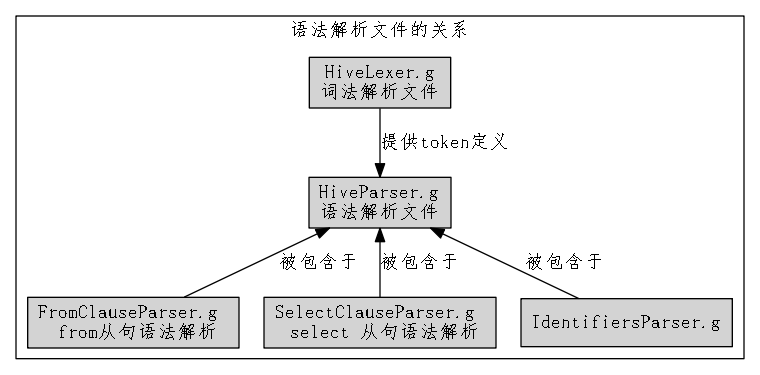 语法解析文件的关系
HiveLexer.g
词法解析文件
提供token定义
HiveParser.g
语法解析文件
被包含于
被包含于
被包含于
FromClauseParser.g
from从句语法解析
SelectClauseParser.g
select 从句语法解析
IdentifiersParser.g